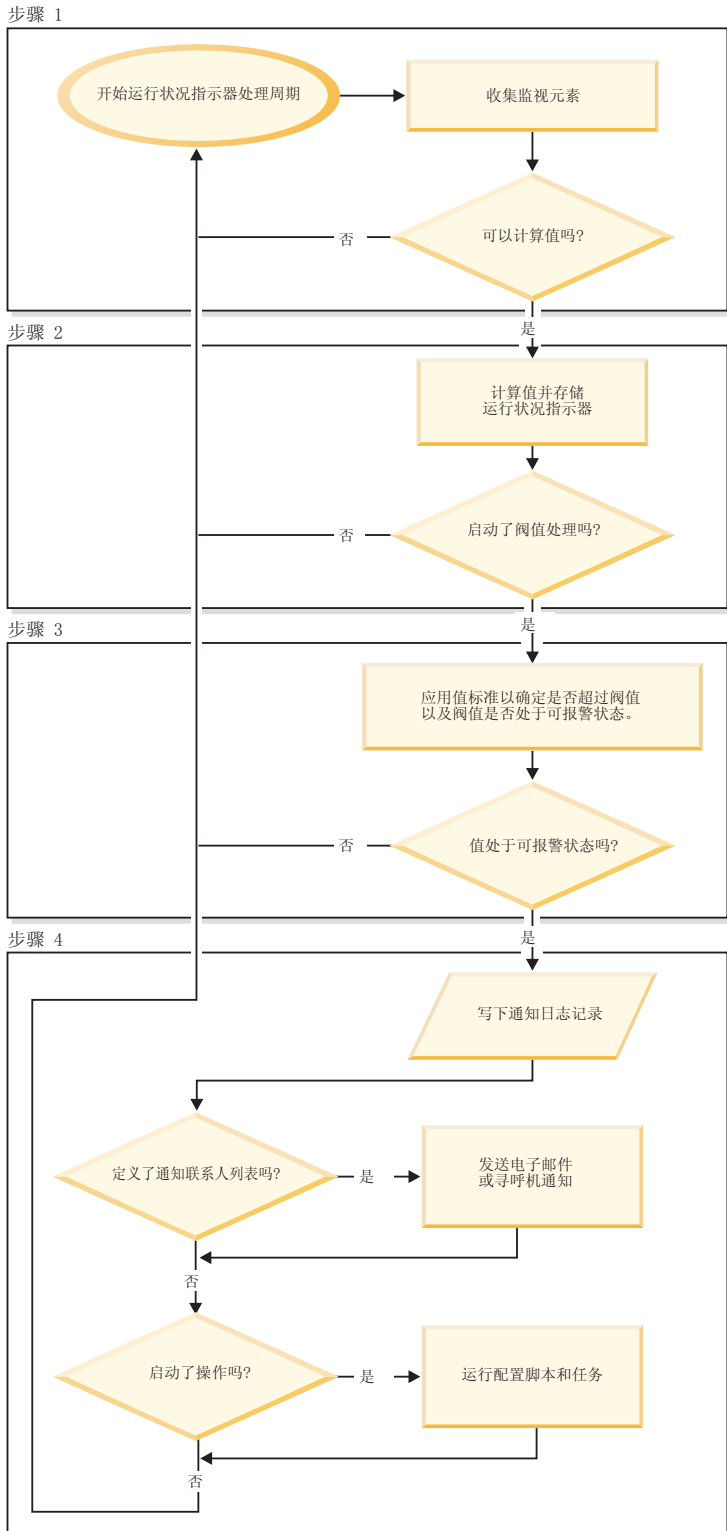 步骤 1
开始运行状况指示器处理周期
收集监视元素
可以计算值吗?
否
是
步骤 2
计算值并存储
运行状况指示器
启动了阈值处理吗?
否
是
步骤 3
应用值标准以确定是否超过阈值
以及阈值是否处于可报警状态。
值处于可报警状态吗?
否
是
步骤 4
写下通知日志记录
定义了通知联系人列表吗?
是
发送电子邮件
或寻呼机通知
否
启动了操作吗?
是
运行配置脚本和任务
否